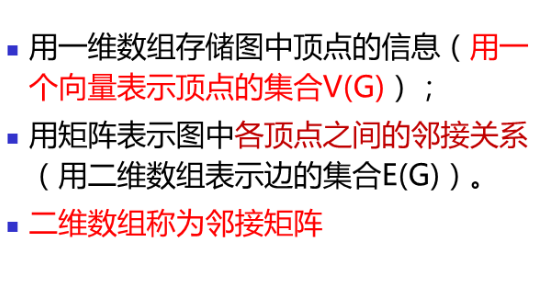 用一维数组存储图中顶点的信息（用一
个向量表示顶点的集合V(G)）；
用矩阵表示图中各顶点之间的邻接关系
（用二维数组表示边的集合E(G)）。
二维数组称为邻接矩阵